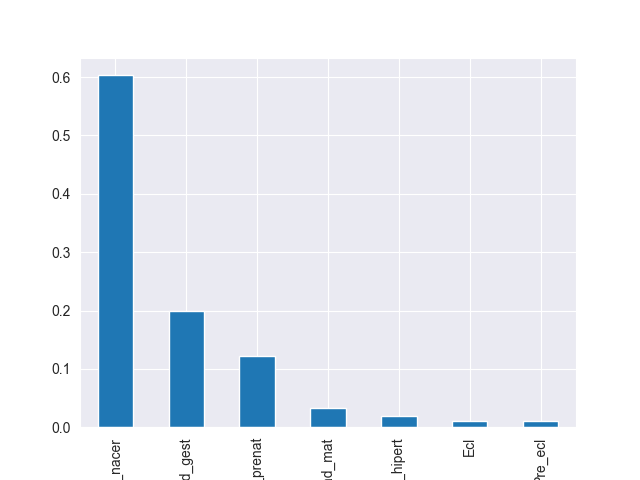 0.6
0.5
0.4
0.3
0.2
0.1
0.0
_nacer
d_gest
_prenat
nd_mat
_hipert
Ecl
Pre_ecl